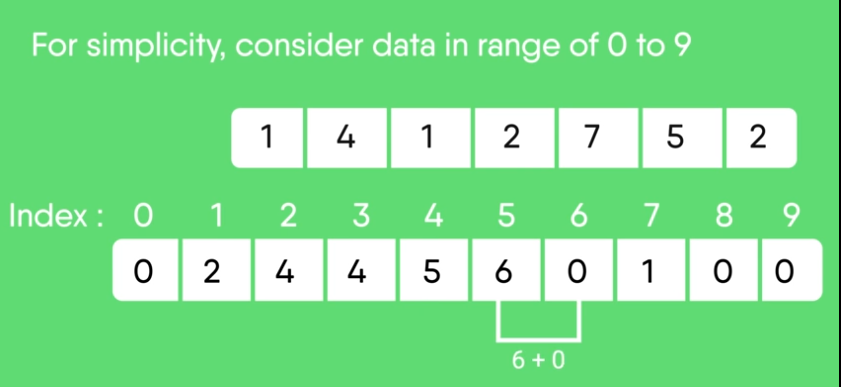 For simplicity, consider data in range of 0 to 9
1 4 1 2 7 5 2
Index : 0 1 2 3 4 5 6 7 8 9
0 2 4 4 5 6 0 1 0 0
6 + 0